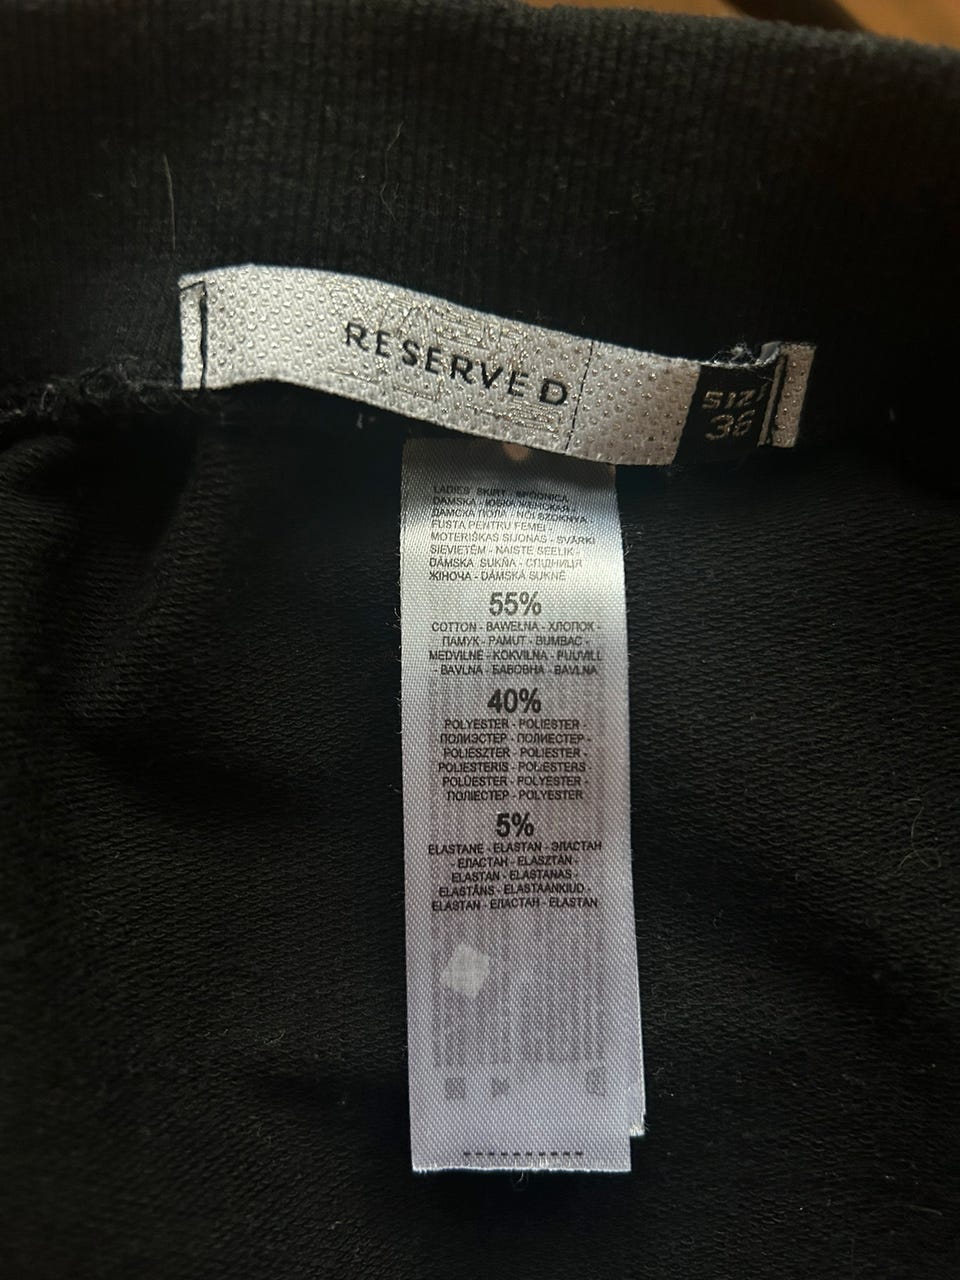 RESERVED
SIZE
36
LADIES SKIRT - SPÓDNICA
DAMSKA - ЮБКА ЖЕНСКАЯ -
ДАМСКА ПОЛА - NŐI SZOKNYA -
FUSTA PENTRU FEMEI -
MOTERIŠKAS SIJONAS - SVĀRKI
SIEVIETĒM - NAISTE SEELIK -
DÁMSKA SUKŇA - СПІДНИЦЯ
ЖІНОЧА - DÁMSKÁ SUKNĚ
55%
COTTON - BAWEŁNA - ХЛОПОК -
ПАМУК - PAMUT - BUMBAC -
MEDVILNĖ - KOKVILNA - PUUVILL
- BAVLNA - БАВОВНА - BAVLNA
40%
POLYESTER - POLIESTER -
ПОЛИЭСТЕР - ПОЛИЕСТЕР -
POLIÉSZTER - POLIESTER -
POLIESTERIS - POLIESTERS -
POLÜESTER - POLYESTER -
ПОЛІЕСТЕР - POLYESTER
5%
ELASTANE - ELASTAN - ЭЛАСТАН
- ЕЛАСТАН - ELASZTÁN -
ELASTAN - ELASTANAS -
ELASTĀNS - ELASTAANKIUD -
ELASTAN - ЕЛАСТАН - ELASTAN